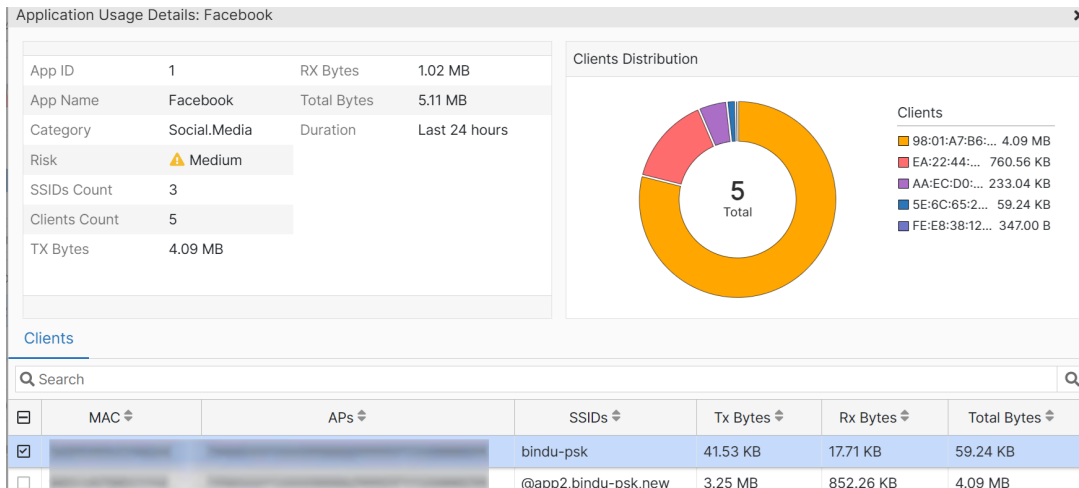 Application Usage Details: Facebook
App ID 1 RX Bytes 1.02 MB
App Name Facebook Total Bytes 5.11 MB
Category Social.Media Duration Last 24 hours
Risk Medium
SSIDs Count 3
Clients Count 5
TX Bytes 4.09 MB
Clients Distribution
5
Total
Clients
98:01:A7:B6:... 4.09 MB
EA:22:44:... 760.56 KB
AA:EC:D0:... 233.04 KB
5E:6C:65:2... 59.24 KB
FE:E8:38:12... 347.00 B
Clients
Search
MAC APs SSIDs Tx Bytes Rx Bytes Total Bytes
bindu-psk 41.53 KB 17.71 KB 59.24 KB
@app2.bindu-psk.new 3.25 MB 852.26 KB 4.09 MB